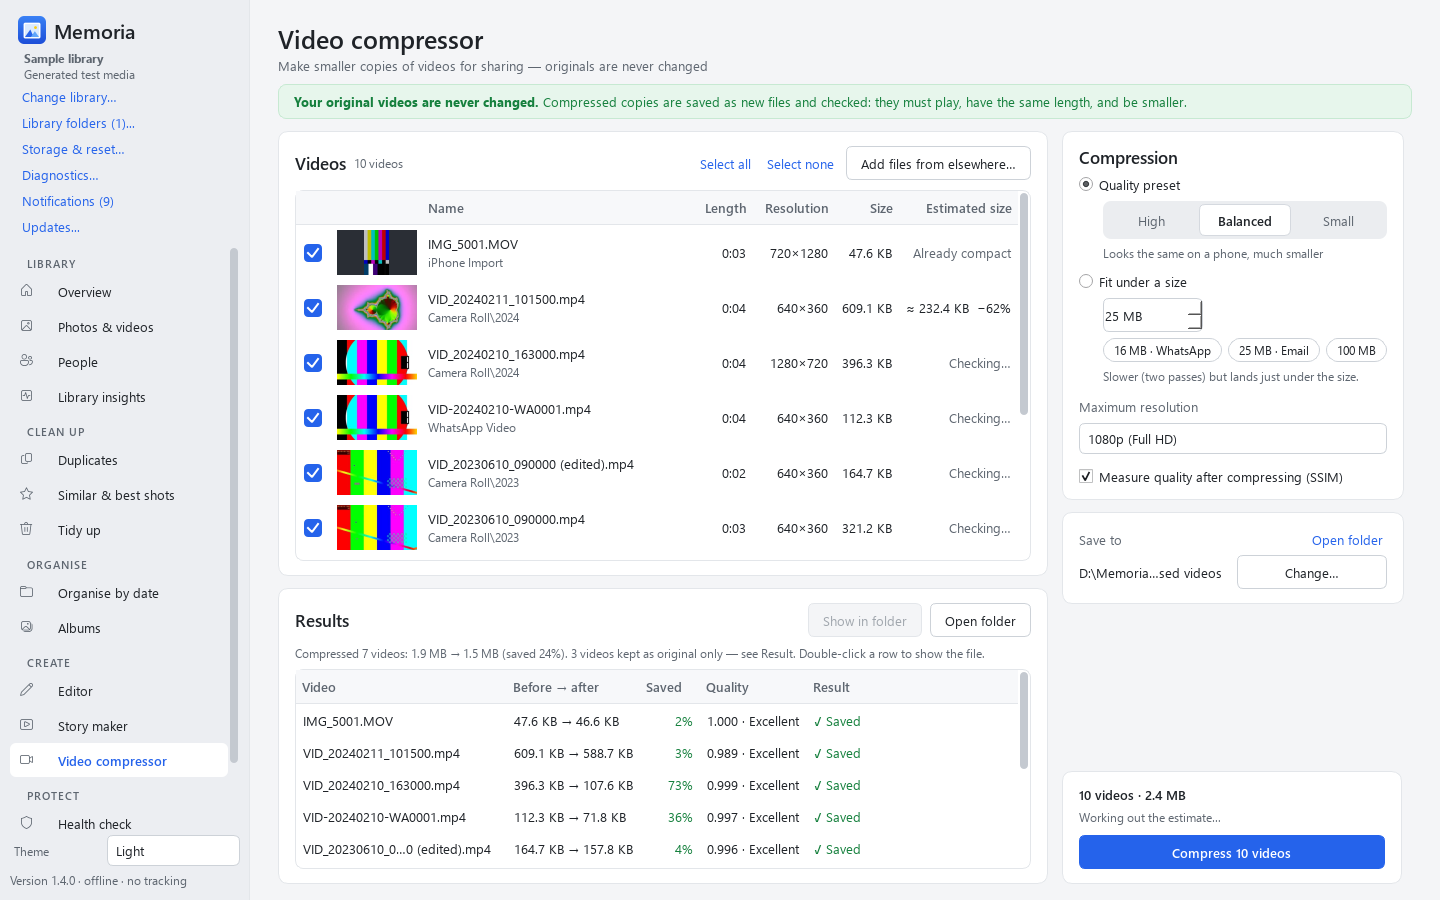 Memoria
Sample library
Generated test media
Change library...
Library folders (1)...
Storage & reset...
Diagnostics...
Notifications (9)
Updates...
LIBRARY
Overview
Photos & videos
People
Library insights
CLEAN UP
Duplicates
Similar & best shots
Tidy up
ORGANISE
Organise by date
Albums
CREATE
Editor
Story maker
Video compressor
PROTECT
Health check
Theme Light
Version 1.4.0 · offline · no tracking
Video compressor
Make smaller copies of videos for sharing — originals are never changed
Your original videos are never changed. Compressed copies are saved as new files and checked: they must play, have the same length, and be smaller.
Videos 10 videos Select all Select none Add files from elsewhere...
Name Length Resolution Size Estimated size
IMG_5001.MOV
iPhone Import
0:03 720×1280 47.6 KB Already compact
VID_20240211_101500.mp4
Camera Roll\2024
0:04 640×360 609.1 KB ≈ 232.4 KB −62%
VID_20240210_163000.mp4
Camera Roll\2024
0:04 1280×720 396.3 KB Checking...
VID-20240210-WA0001.mp4
WhatsApp Video
0:04 640×360 112.3 KB Checking...
VID_20230610_090000 (edited).mp4
Camera Roll\2023
0:02 640×360 164.7 KB Checking...
VID_20230610_090000.mp4
Camera Roll\2023
0:03 640×360 321.2 KB Checking...
Results Show in folder Open folder
Compressed 7 videos: 1.9 MB → 1.5 MB (saved 24%). 3 videos kept as original only — see Result. Double-click a row to show the file.
Video Before → after Saved Quality Result
IMG_5001.MOV 47.6 KB → 46.6 KB 2% 1.000 · Excellent ✓ Saved
VID_20240211_101500.mp4 609.1 KB → 588.7 KB 3% 0.989 · Excellent ✓ Saved
VID_20240210_163000.mp4 396.3 KB → 107.6 KB 73% 0.999 · Excellent ✓ Saved
VID-20240210-WA0001.mp4 112.3 KB → 71.8 KB 36% 0.997 · Excellent ✓ Saved
VID_20230610_0...0 (edited).mp4 164.7 KB → 157.8 KB 4% 0.996 · Excellent ✓ Saved
Compression
Quality preset
High Balanced Small
Looks the same on a phone, much smaller
Fit under a size
25 MB
16 MB · WhatsApp 25 MB · Email 100 MB
Slower (two passes) but lands just under the size.
Maximum resolution
1080p (Full HD)
Measure quality after compressing (SSIM)
Save to Open folder
D:\Memoria...sed videos Change...
10 videos · 2.4 MB
Working out the estimate...
Compress 10 videos